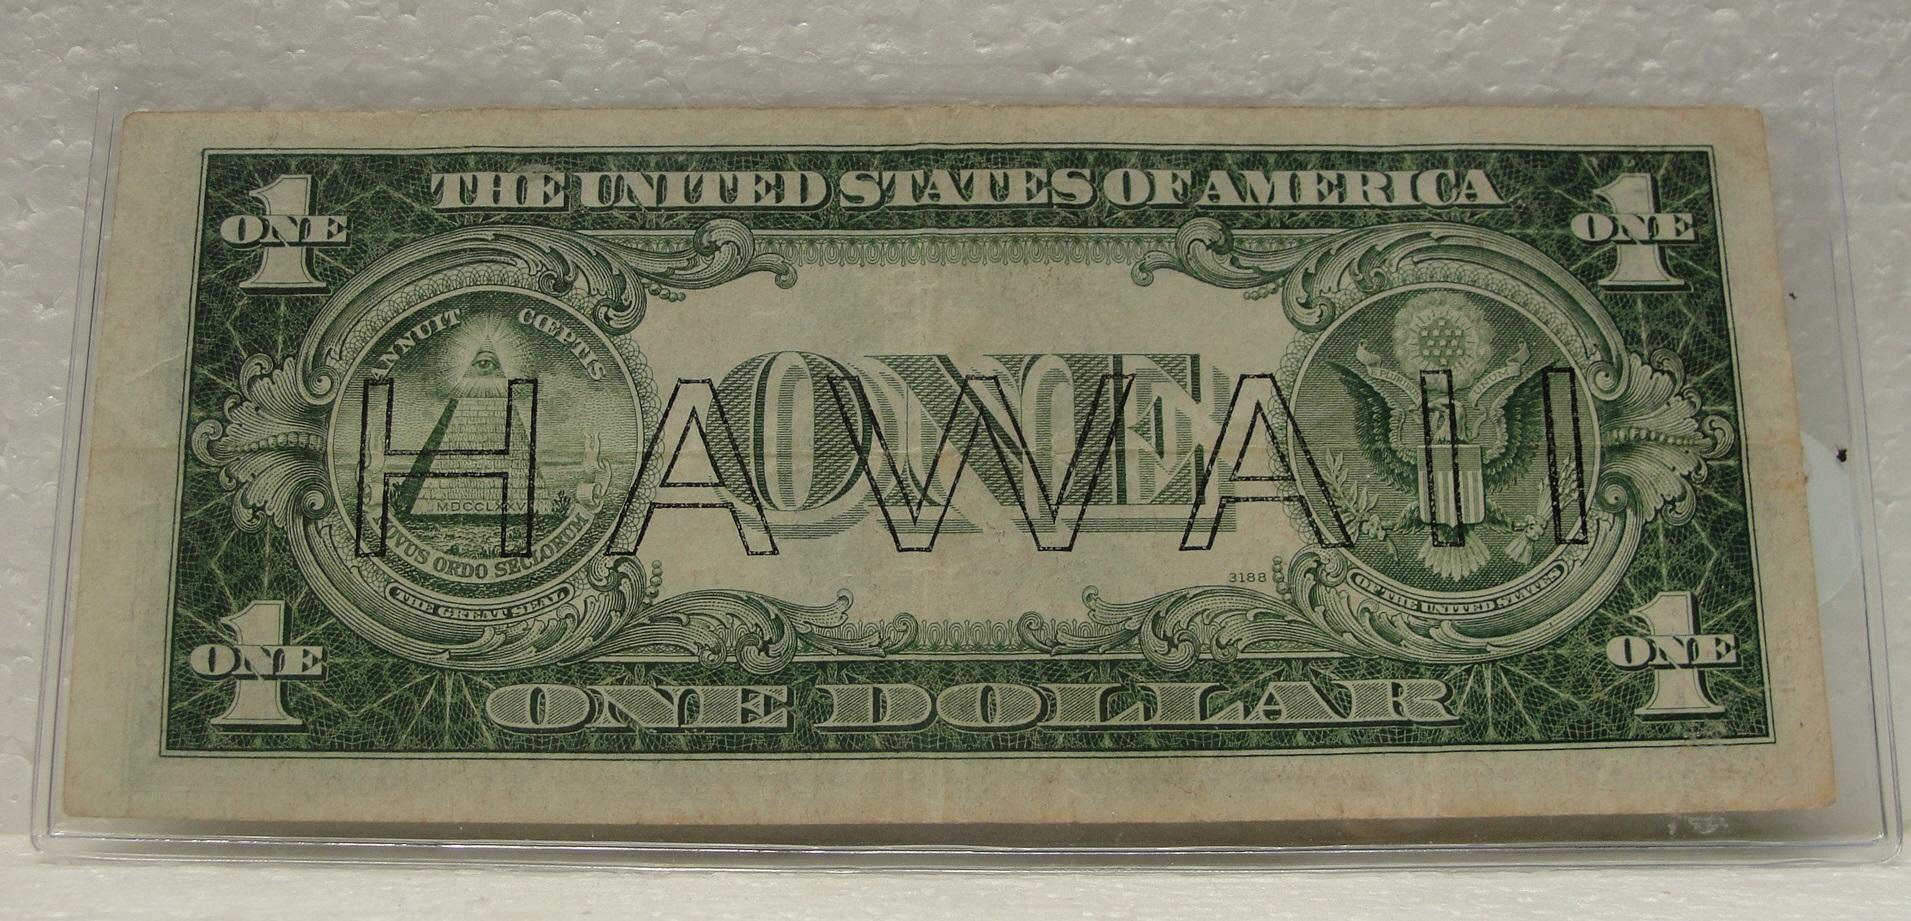 THE UNITED STATES OF AMERICA
1 ONE
1 ONE
ANNUIT CŒPTIS
ONE
HAWAII
MDCCLXXVI
NOVUS ORDO SECLORUM
3188
THE GREAT SEAL
OF THE UNITED STATES
1 ONE
1 ONE
ONE DOLLAR